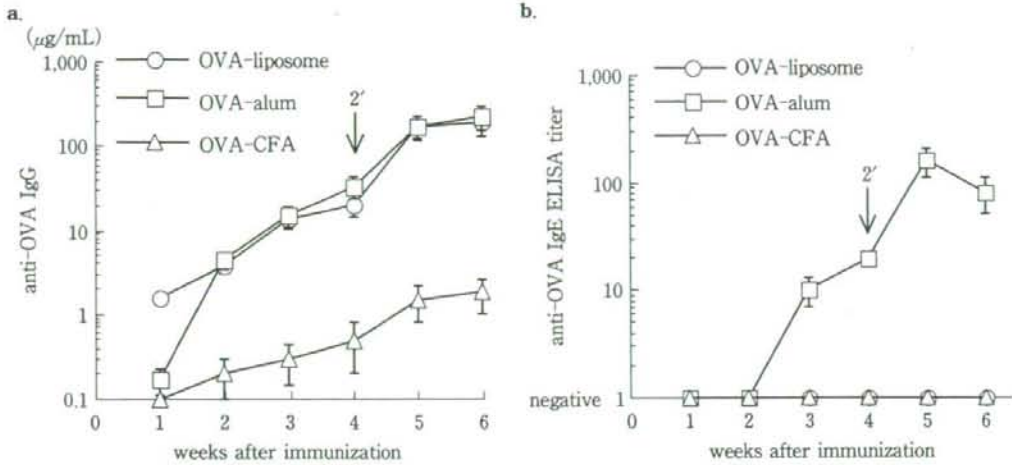 a.
(μg/mL)
1,000
100
10
1
0.1
anti-OVA IgG
OVA-liposome
OVA-alum
OVA-CFA
2′
0 1 2 3 4 5 6
weeks after immunization
b.
1,000
100
10
negative 1
anti-OVA IgE ELISA titer
OVA-liposome
OVA-alum
OVA-CFA
2′
0 1 2 3 4 5 6
weeks after immunization